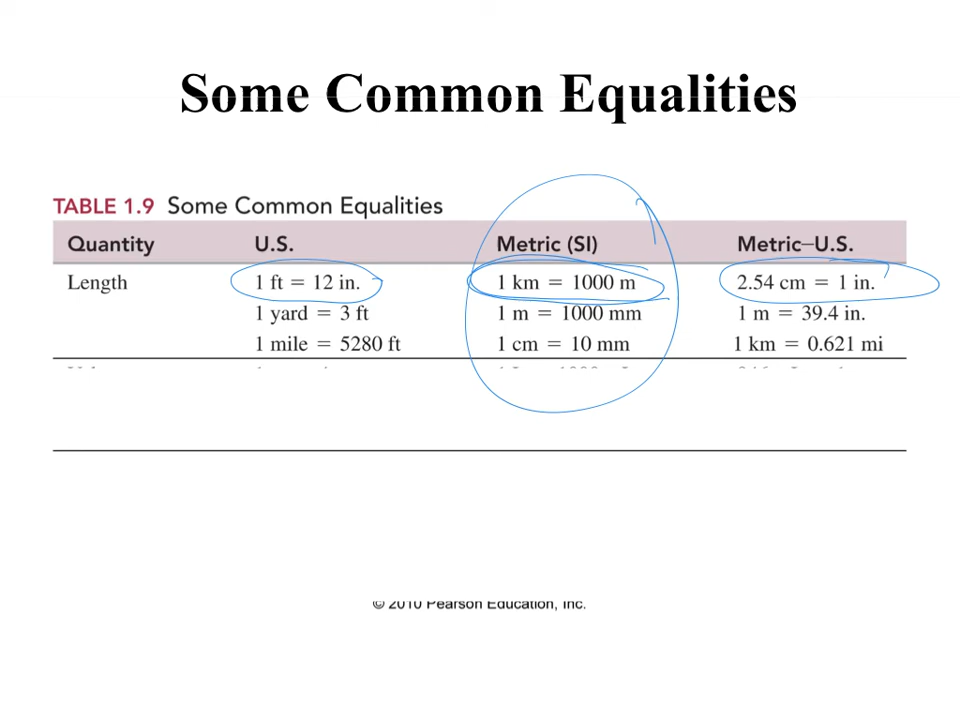 Some Common Equalities
TABLE 1.9 Some Common Equalities
Quantity U.S. Metric (SI) Metric–U.S.
Length 1 ft = 12 in. 1 km = 1000 m 2.54 cm = 1 in.
1 yard = 3 ft 1 m = 1000 mm 1 m = 39.4 in.
1 mile = 5280 ft 1 cm = 10 mm 1 km = 0.621 mi
© 2010 Pearson Education, Inc.